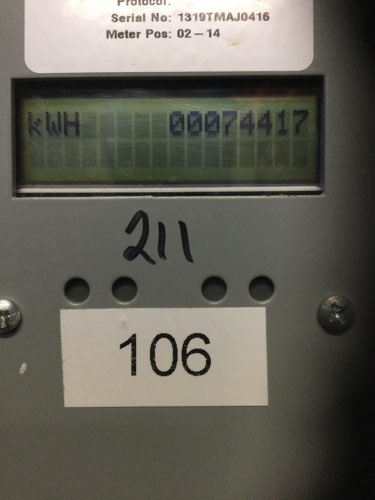 Protocol:
Serial No: 1319TMAJ0416
Meter Pos: 02-14
kWH 00074417
211
106